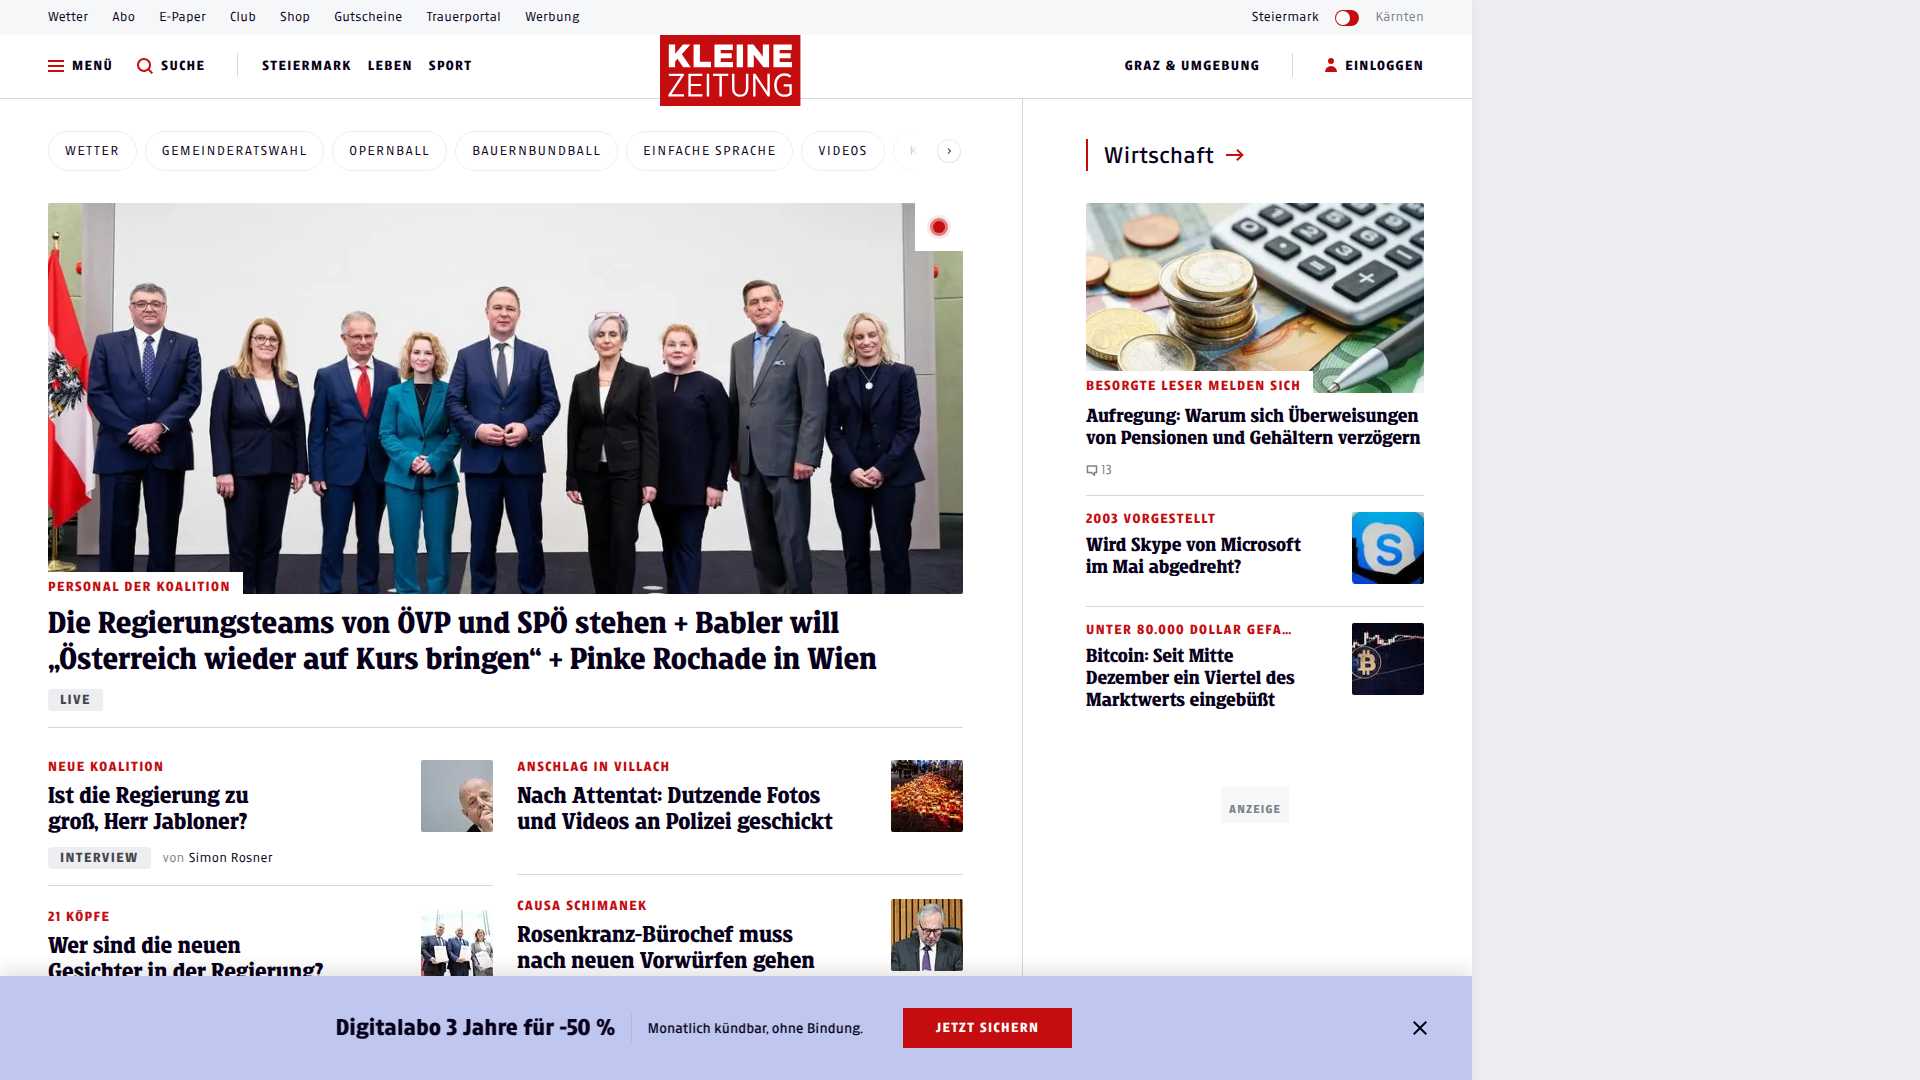 Wetter Abo E-Paper Club Shop Gutscheine Trauerportal Werbung
Steiermark Kärnten
MENÜ SUCHE STEIERMARK LEBEN SPORT
KLEINE
ZEITUNG
GRAZ & UMGEBUNG EINLOGGEN
WETTER GEMEINDERATSWAHL OPERNBALL BAUERNBUNDBALL EINFACHE SPRACHE VIDEOS
PERSONAL DER KOALITION
Die Regierungsteams von ÖVP und SPÖ stehen + Babler will
„Österreich wieder auf Kurs bringen“ + Pinke Rochade in Wien
LIVE
NEUE KOALITION
Ist die Regierung zu
groß, Herr Jabloner?
INTERVIEW von Simon Rosner
21 KÖPFE
Wer sind die neuen
Gesichter in der Regierung?
ANSCHLAG IN VILLACH
Nach Attentat: Dutzende Fotos
und Videos an Polizei geschickt
CAUSA SCHIMANEK
Rosenkranz-Bürochef muss
nach neuen Vorwürfen gehen
Wirtschaft
BESORGTE LESER MELDEN SICH
Aufregung: Warum sich Überweisungen
von Pensionen und Gehältern verzögern
13
2003 VORGESTELLT
Wird Skype von Microsoft
im Mai abgedreht?
UNTER 80.000 DOLLAR GEFA…
Bitcoin: Seit Mitte
Dezember ein Viertel des
Marktwerts eingebüßt
ANZEIGE
Digitalabo 3 Jahre für -50 %
Monatlich kündbar, ohne Bindung.
JETZT SICHERN